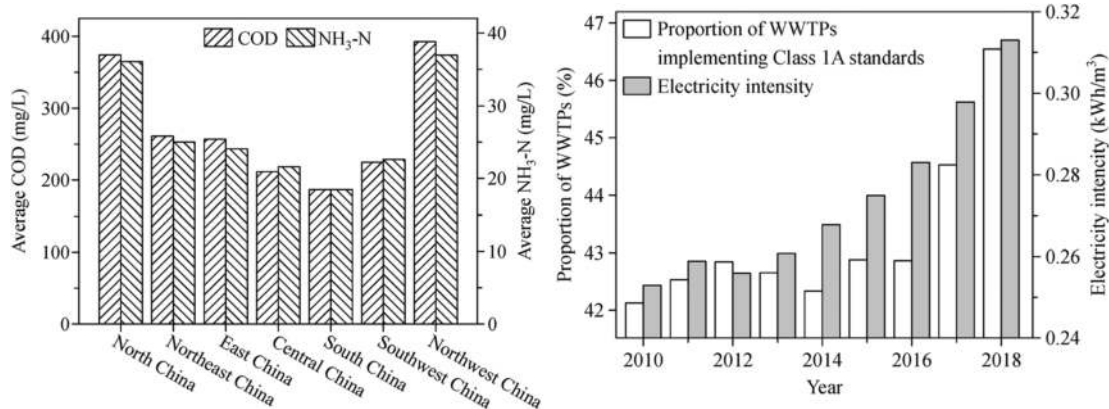 COD
NH3-N
Average COD (mg/L)
400
300
250
200
100
0
Average NH3-N (mg/L)
40
30
20
10
0
North China
Northeast China
East China
Central China
South China
Southwest China
Northwest China
Proportion of WWTPs
implementing Class 1A standards
Electricity intensity
Proportion of WWTPs (%)
47
46
44
43
43
42
Electricity intencity (kWh/m3)
0.32
0.30
0.28
0.26
0.24
2010
2012
2014
2016
2018
Year